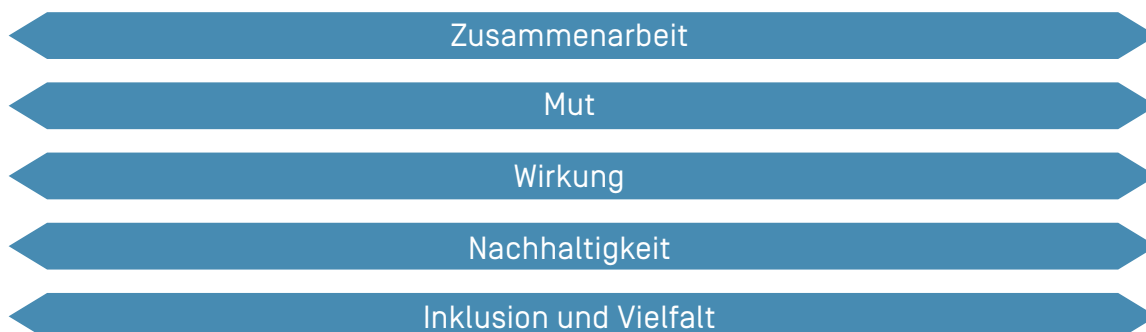 Zusammenarbeit
Mut
Wirkung
Nachhaltigkeit
Inklusion und Vielfalt